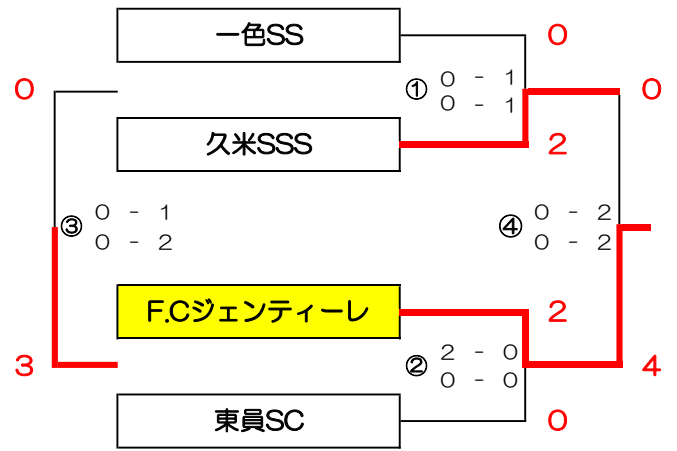 一色SS
0
① 0 - 1
0 - 1
0
0
久米SSS
2
③ 0 - 1
0 - 2
④ 0 - 2
0 - 2
F.Cジェンティーレ
2
② 2 - 0
0 - 0
3
4
東員SC
0